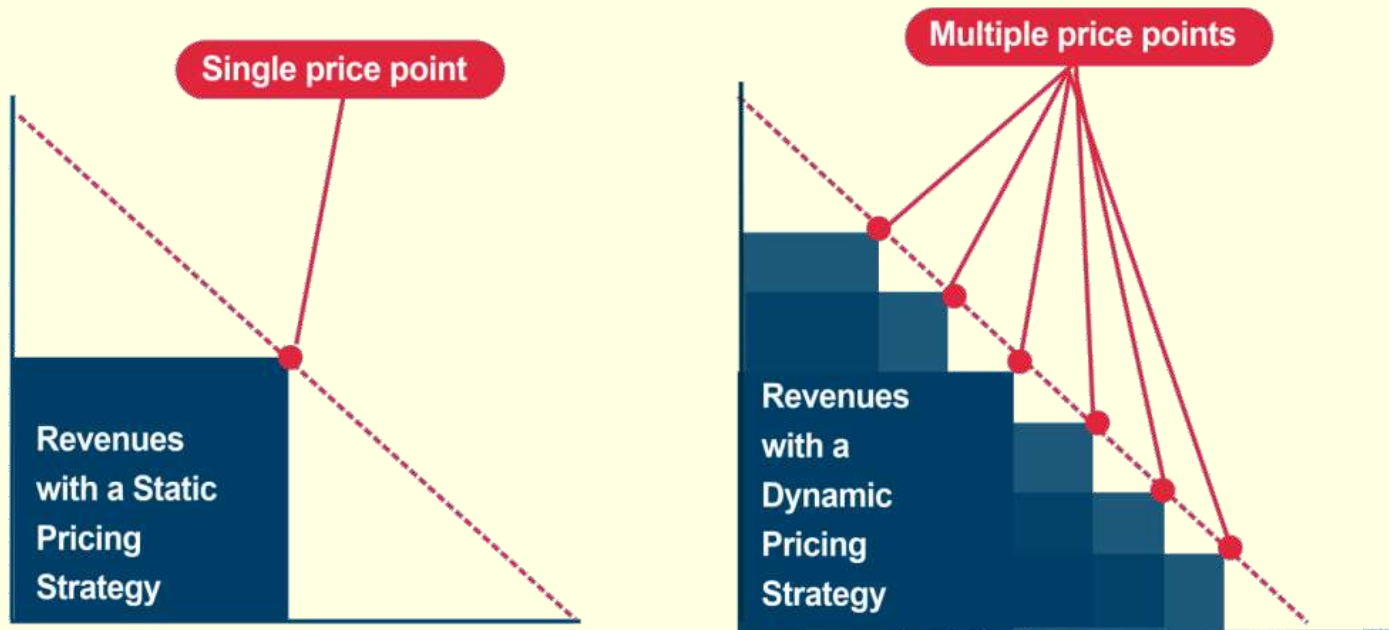 Single price point
Revenues
with a Static
Pricing
Strategy
Multiple price points
Revenues
with a
Dynamic
Pricing
Strategy